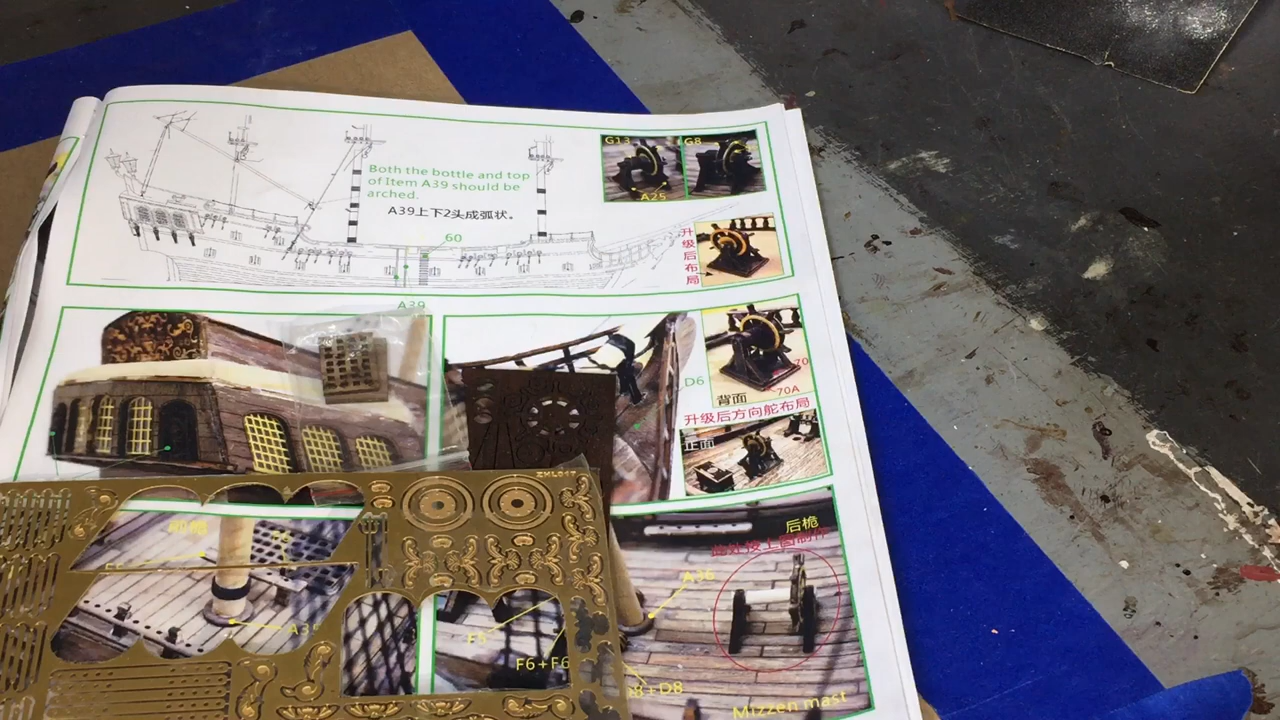 Both the bottle and top
of Item A39 should be
arched.
A39上下2头成弧状。
60
A39
G13
G8
A25
升级后布局
D6
70
70A
背面
升级后方向舵布局
正面
ZHL017
后桅
A36
F5
F6+F6
D8+D8
Mizzen mast